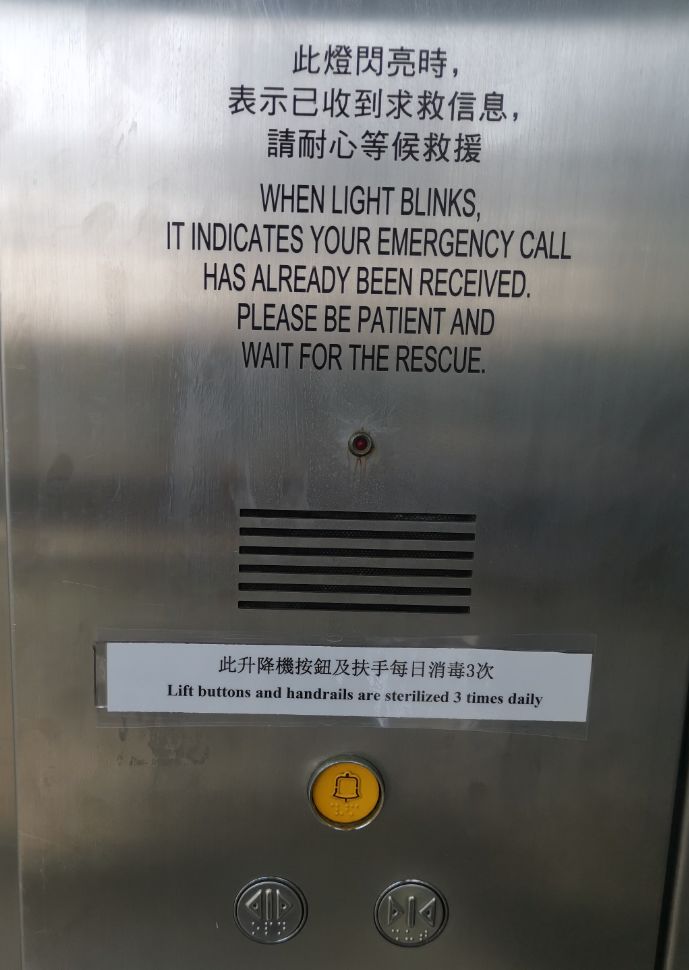 此燈閃亮時，
表示已收到求救信息，
請耐心等候救援
WHEN LIGHT BLINKS,
IT INDICATES YOUR EMERGENCY CALL
HAS ALREADY BEEN RECEIVED.
PLEASE BE PATIENT AND
WAIT FOR THE RESCUE.
此升降機按鈕及扶手每日消毒3次
Lift buttons and handrails are sterilized 3 times daily